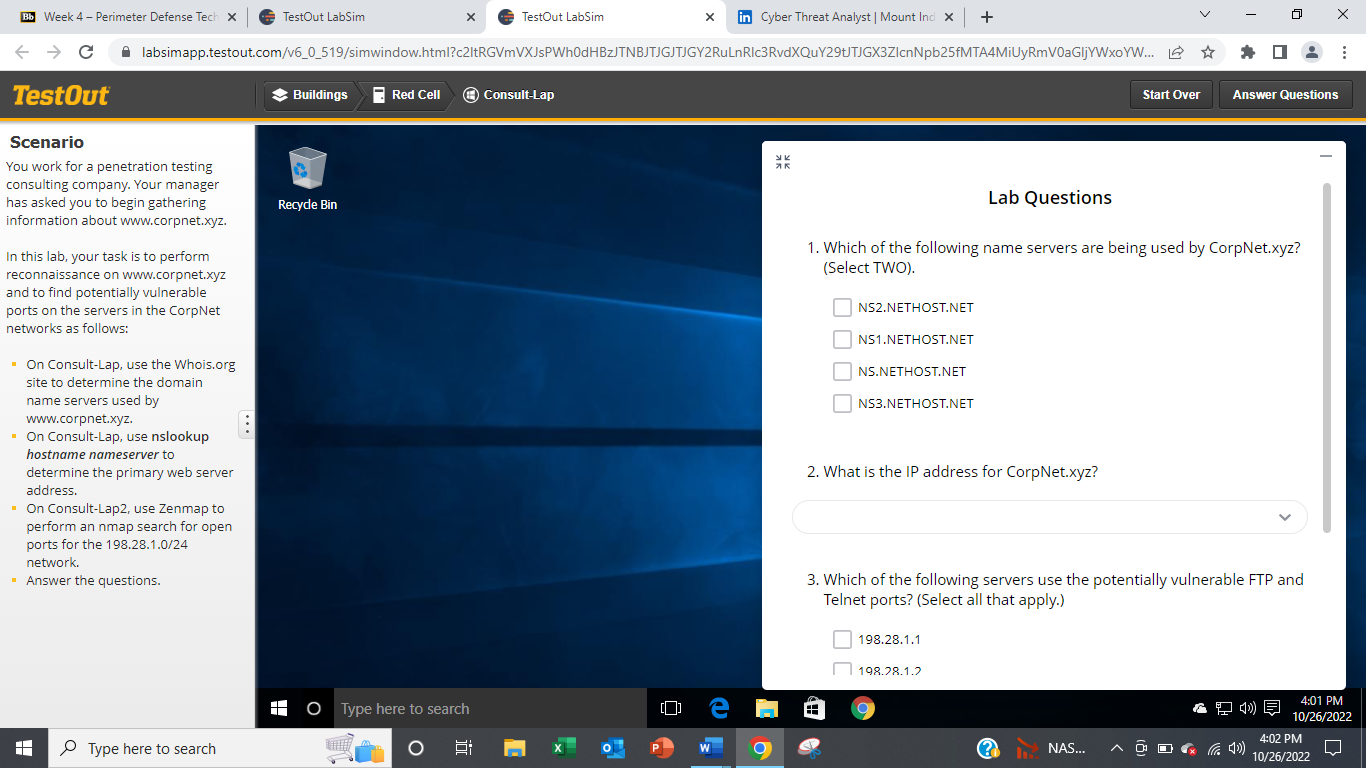 Week 4 – Perimeter Defense Tech
TestOut LabSim
TestOut LabSim
Cyber Threat Analyst | Mount Ind
labsimapp.testout.com/v6_0_519/simwindow.html?
TestOut
Buildings
Red Cell
Consult-Lap
Start Over
Answer Questions
Scenario
You work for a penetration testing
consulting company. Your manager
has asked you to begin gathering
information about www.corpnet.xyz.
In this lab, your task is to perform
reconnaissance on www.corpnet.xyz
and to find potentially vulnerable
ports on the servers in the CorpNet
networks as follows:
On Consult-Lap, use the Whois.org
site to determine the domain
name servers used by
www.corpnet.xyz.
On Consult-Lap, use nslookup
hostname nameserver to
determine the primary web server
address.
On Consult-Lap2, use Zenmap to
perform an nmap search for open
ports for the 198.28.1.0/24
network.
Answer the questions.
Recycle Bin
Lab Questions
1. Which of the following name servers are being used by CorpNet.xyz?
(Select TWO).
NS2.NETHOST.NET
NS1.NETHOST.NET
NS.NETHOST.NET
NS3.NETHOST.NET
2. What is the IP address for CorpNet.xyz?
3. Which of the following servers use the potentially vulnerable FTP and
Telnet ports? (Select all that apply.)
198.28.1.1
198.28.1.2
Type here to search
4:01 PM
10/26/2022
Type here to search
NAS...
4:02 PM
10/26/2022